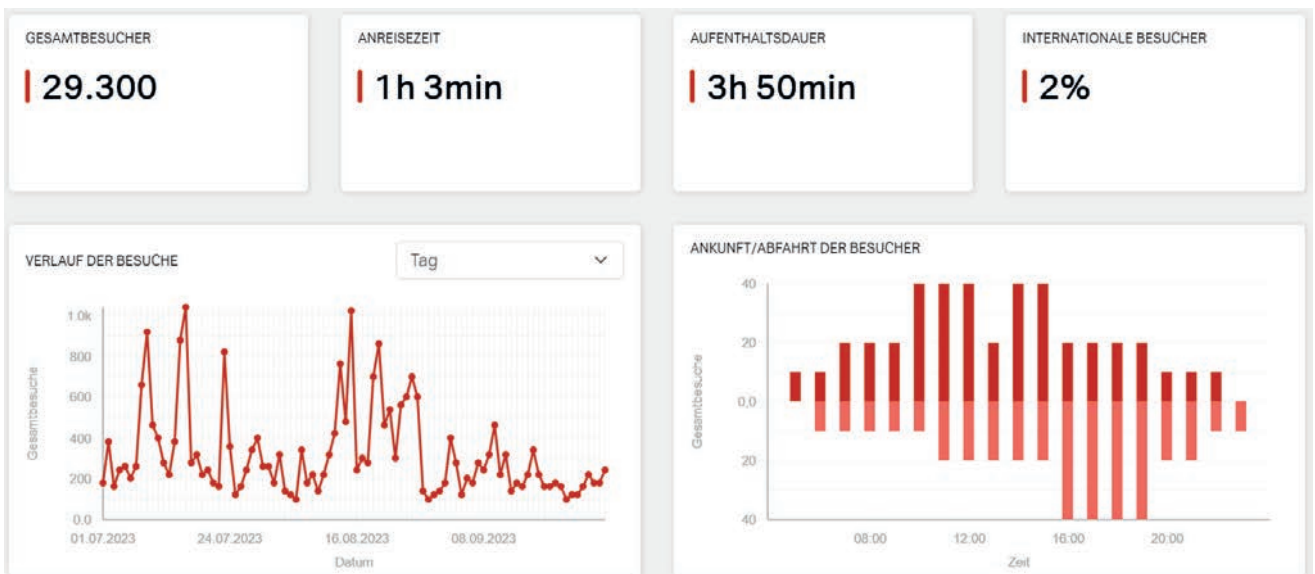 GESAMTBESUCHER
29.300
ANREISEZEIT
1h 3min
AUFENTHALTSDAUER
3h 50min
INTERNATIONALE BESUCHER
2%
VERLAUF DER BESUCHE
Tag
Gesamtbesuche
1.0k
800
600
400
200
0.0
01.07.2023
24.07.2023
16.08.2023
08.09.2023
Datum
ANKUNFT/ABFAHRT DER BESUCHER
Gesamtbesuche
40
20
0,0
20
40
08:00
12:00
16:00
20:00
Zeit